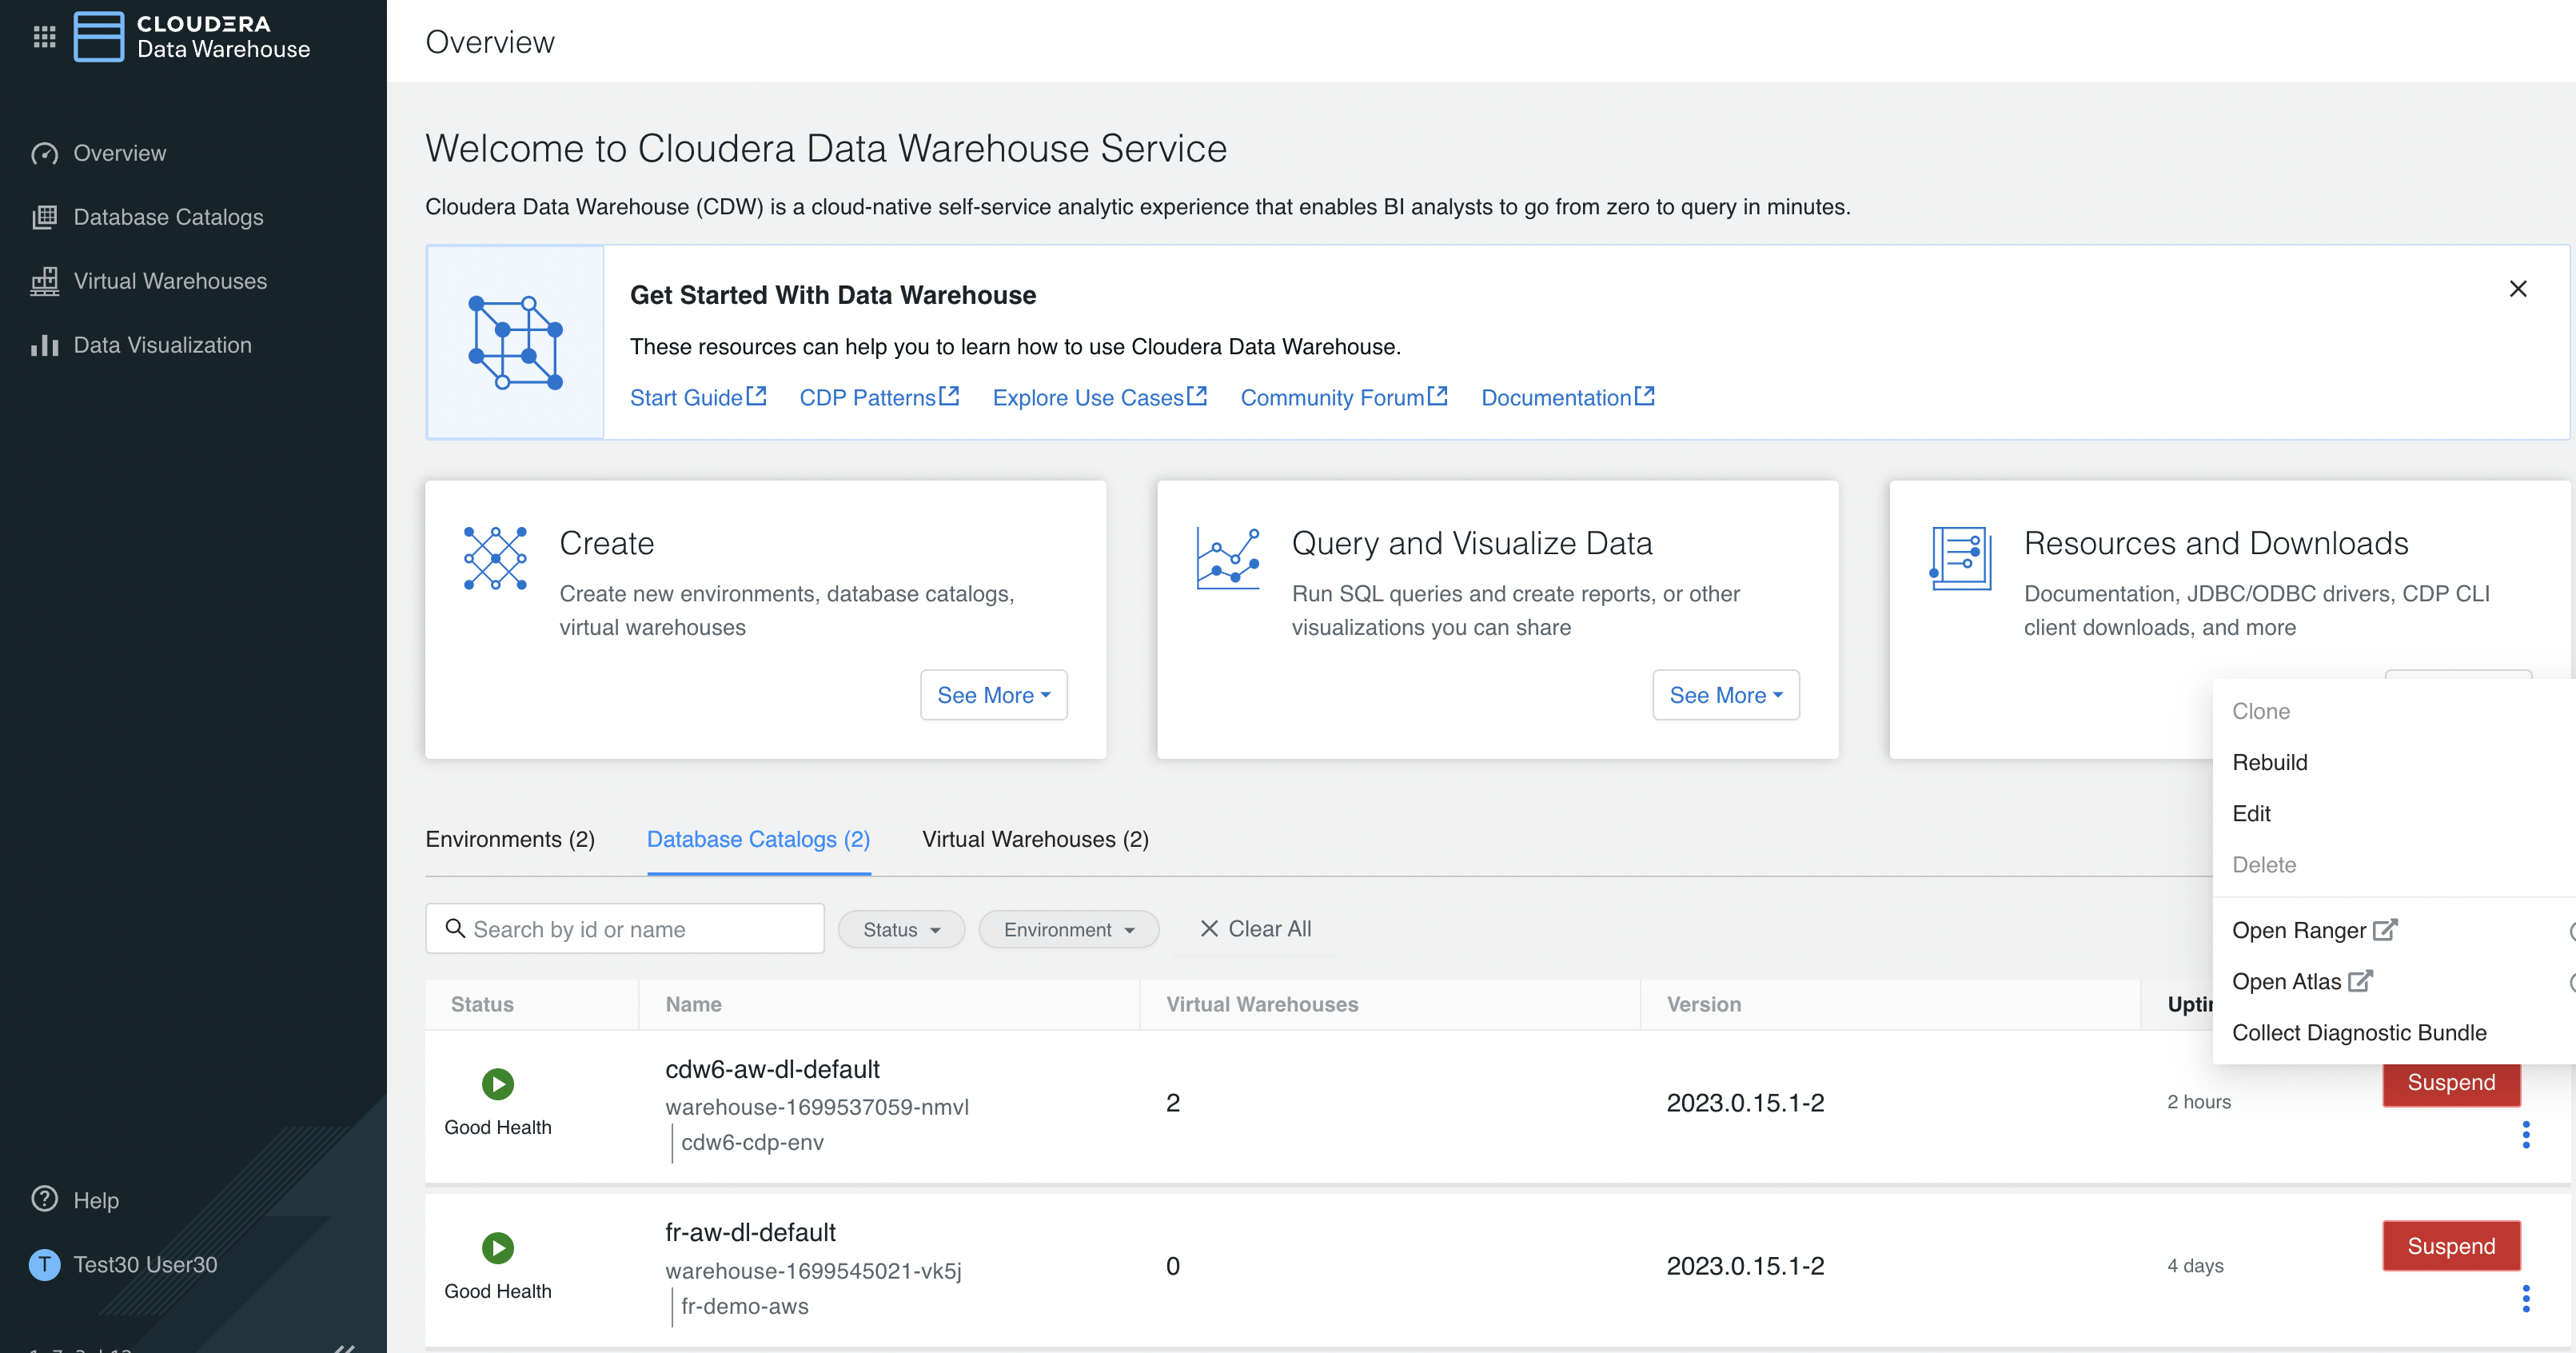 CLOUDERA
Data Warehouse
Overview
Database Catalogs
Virtual Warehouses
Data Visualization
Help
T
Test30 User30
Overview
Welcome to Cloudera Data Warehouse Service
Cloudera Data Warehouse (CDW) is a cloud-native self-service analytic experience that enables BI analysts to go from zero to query in minutes.
Get Started With Data Warehouse
These resources can help you to learn how to use Cloudera Data Warehouse.
Start Guide CDP Patterns Explore Use Cases Community Forum Documentation
Create
Create new environments, database catalogs,
virtual warehouses
See More
Query and Visualize Data
Run SQL queries and create reports, or other
visualizations you can share
See More
Resources and Downloads
Documentation, JDBC/ODBC drivers, CDP CLI
client downloads, and more
Clone
Rebuild
Edit
Delete
Open Ranger
Open Atlas
Collect Diagnostic Bundle
Environments (2) Database Catalogs (2) Virtual Warehouses (2)
Search by id or name Status Environment Clear All
Status Name Virtual Warehouses Version
Good Health
cdw6-aw-dl-default
warehouse-1699537059-nmvl
cdw6-cdp-env
2
2023.0.15.1-2
2 hours
Suspend
Good Health
fr-aw-dl-default
warehouse-1699545021-vk5j
fr-demo-aws
0
2023.0.15.1-2
4 days
Suspend